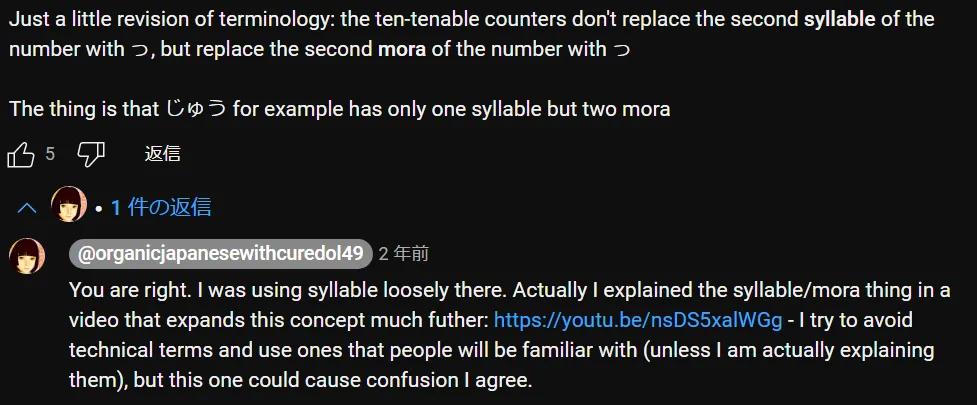 Just a little revision of terminology: the ten-tenable counters don't replace the second syllable of the
number with っ, but replace the second mora of the number with っ
The thing is that じゅう for example has only one syllable but two mora
5 返信
• 1 件の返信
@organicjapanesewithcuredol49 2 年前
You are right. I was using syllable loosely there. Actually I explained the syllable/mora thing in a
video that expands this concept much futher: https://youtu.be/nsDS5xalWGg - I try to avoid
technical terms and use ones that people will be familiar with (unless I am actually explaining
them), but this one could cause confusion I agree.